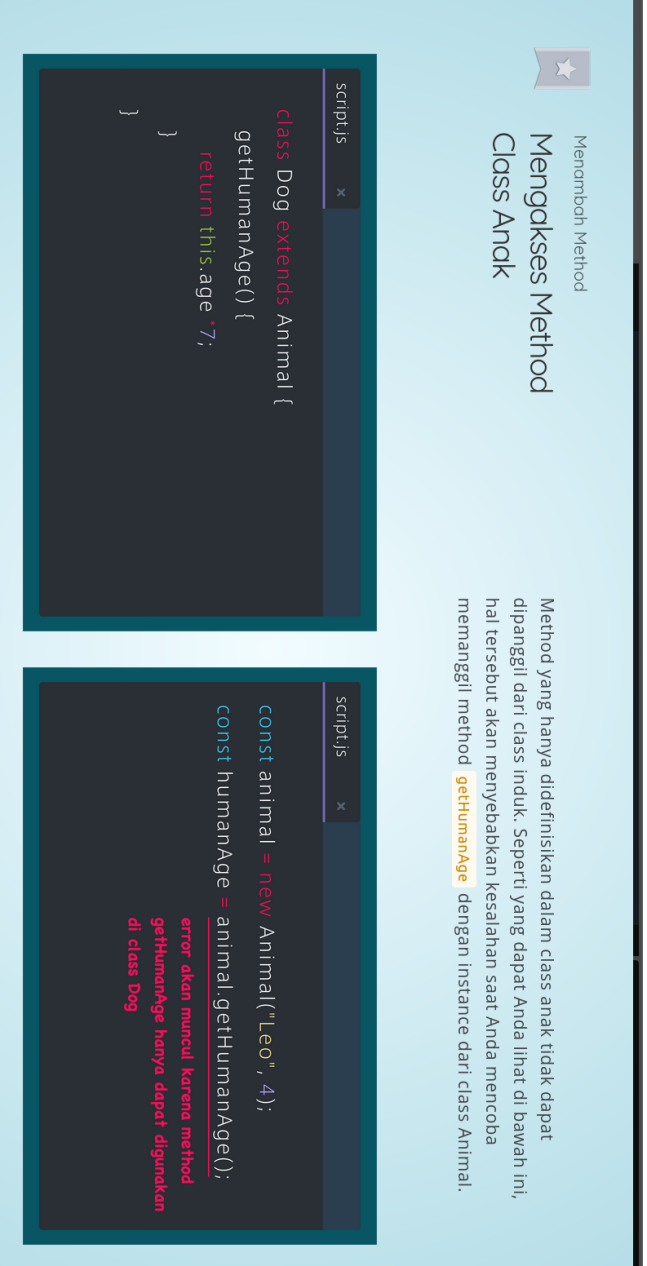 Menambah Method
Mengakses Method
Class Anak
Method yang hanya didefinisikan dalam class anak tidak dapat
dipanggil dari class induk. Seperti yang dapat Anda lihat di bawah ini,
hal tersebut akan menyebabkan kesalahan saat Anda mencoba
memanggil method getHumanAge dengan instance dari class Animal.
script.js ×
class Dog extends Animal {
getHumanAge() {
return this.age *7;
}
}
script.js ×
const animal = new Animal("Leo", 4);
const humanAge = animal.getHumanAge();
error akan muncul karena method
getHumanAge hanya dapat digunakan
di class Dog